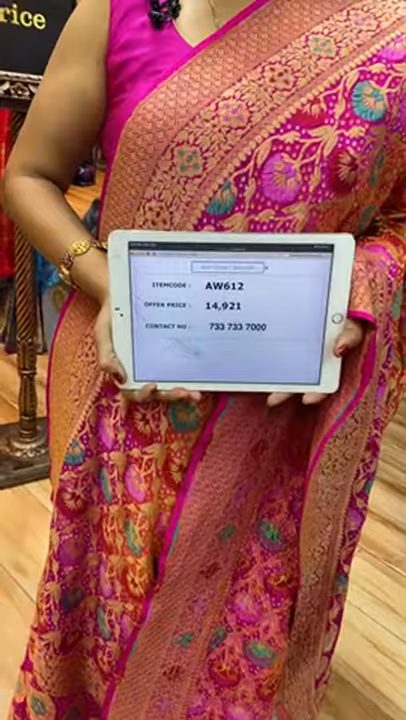 rice
ITEMCODE : AW612
OFFER PRICE : 14,921
CONTACT NO : 733 733 7000